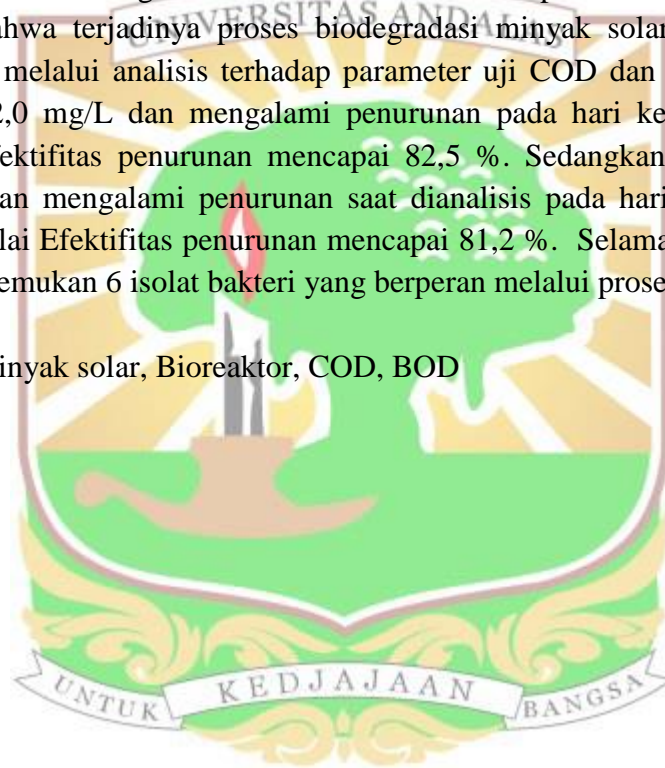 UNIVERSITAS ANDALAS
ahwa terjadinya proses biodegradasi minyak solar
melalui analisis terhadap parameter uji COD dan
2,0 mg/L dan mengalami penurunan pada hari ke
fektifitas penurunan mencapai 82,5 %. Sedangkan
an mengalami penurunan saat dianalisis pada hari
lai Efektifitas penurunan mencapai 81,2 %. Selama
emukan 6 isolat bakteri yang berperan melalui prose
inyak solar, Bioreaktor, COD, BOD
UNTUK KEDJAJAAN BANGSA